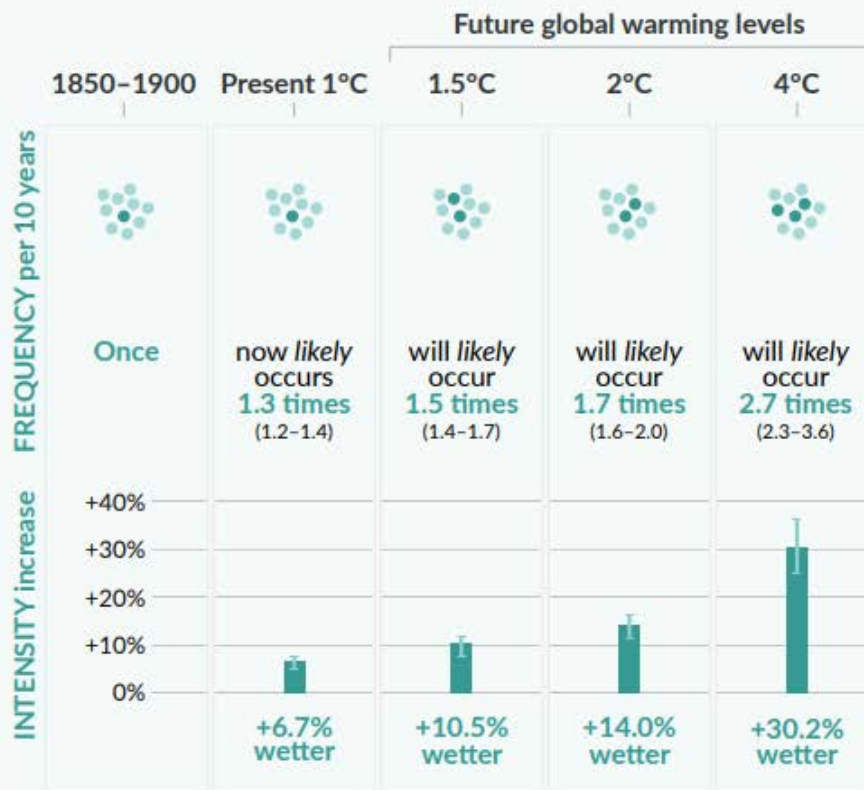 Future global warming levels
1850–1900 Present 1°C 1.5°C 2°C 4°C
FREQUENCY per 10 years
Once
now likely
occurs
1.3 times
(1.2–1.4)
will likely
occur
1.5 times
(1.4–1.7)
will likely
occur
1.7 times
(1.6–2.0)
will likely
occur
2.7 times
(2.3–3.6)
INTENSITY increase
+40%
+30%
+20%
+10%
0%
+6.7%
wetter
+10.5%
wetter
+14.0%
wetter
+30.2%
wetter